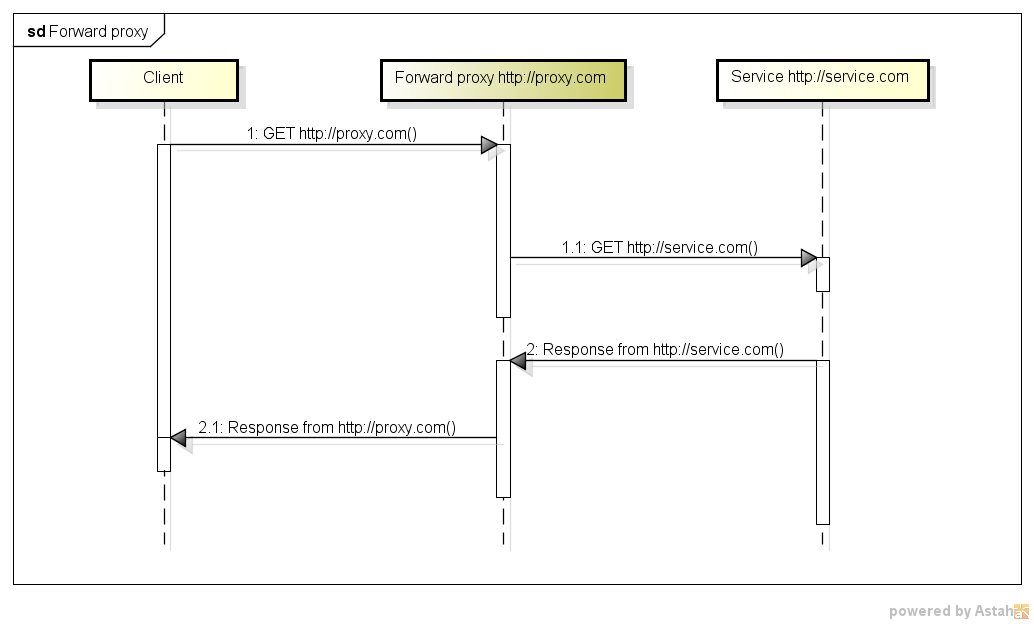 sd Forward proxy
Client
Forward proxy http://proxy.com
Service http://service.com
1: GET http://proxy.com()
1.1: GET http://service.com()
2: Response from http://service.com()
2.1: Response from http://proxy.com()
powered by Astah